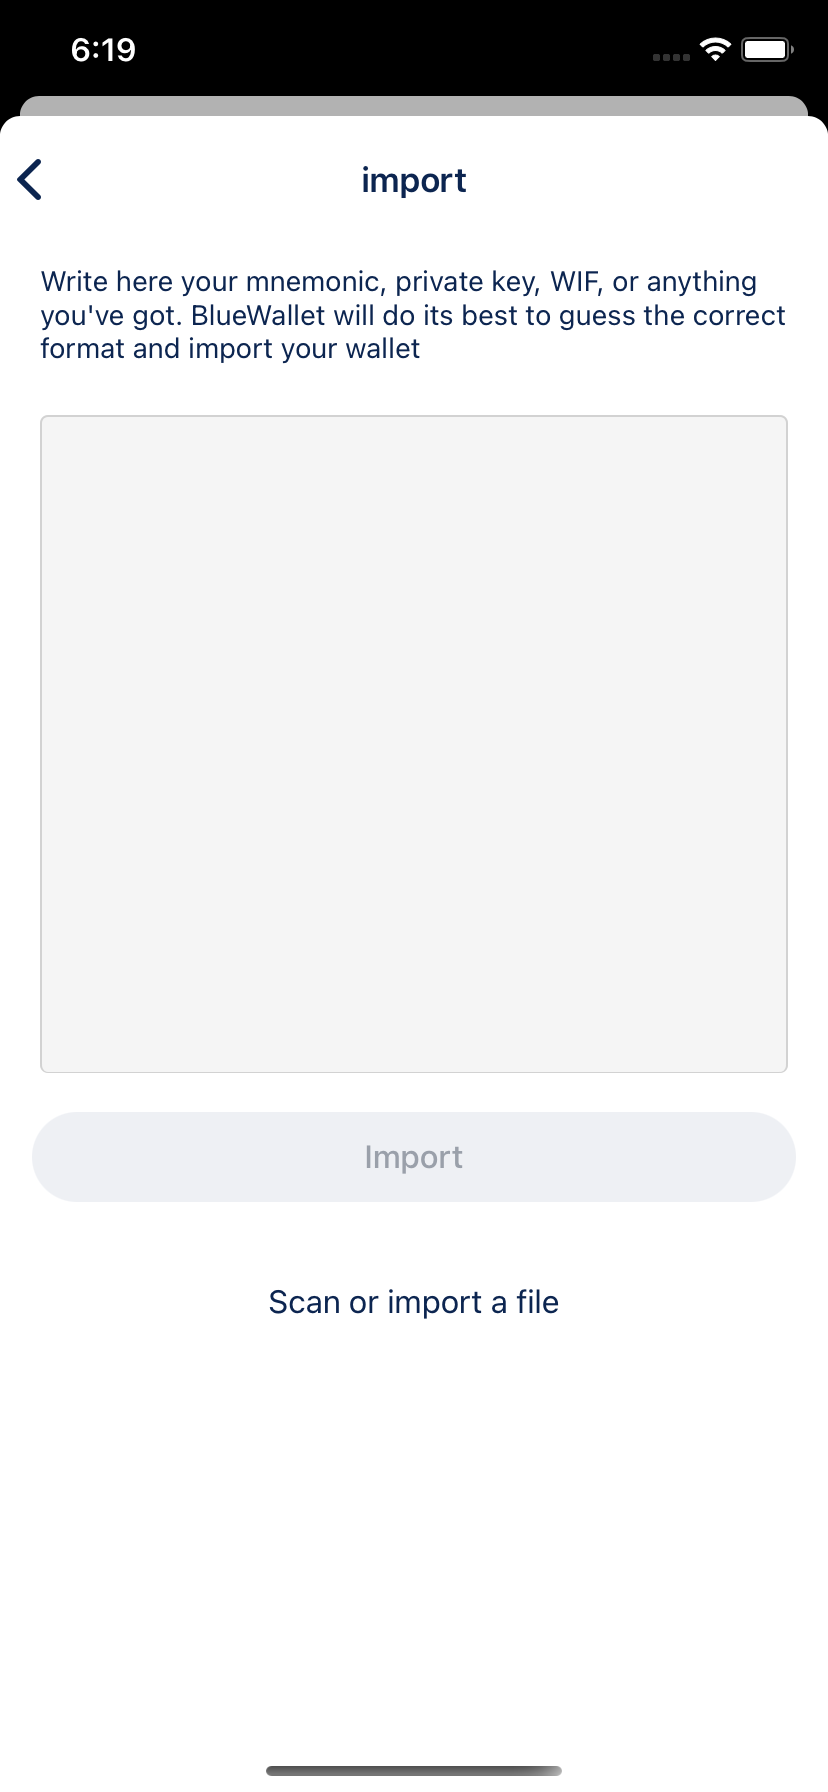 6:19
import
Write here your mnemonic, private key, WIF, or anything
you've got. BlueWallet will do its best to guess the correct
format and import your wallet
Import
Scan or import a file